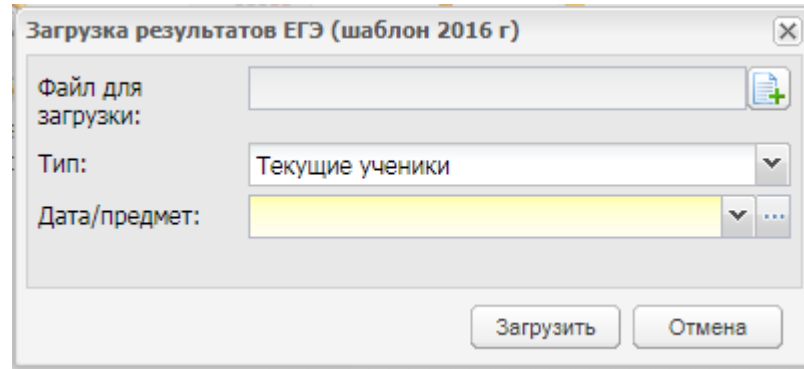 Загрузка результатов ЕГЭ (шаблон 2016 г)
Файл для
загрузки:
Тип:
Текущие ученики
Дата/предмет:
Загрузить
Отмена